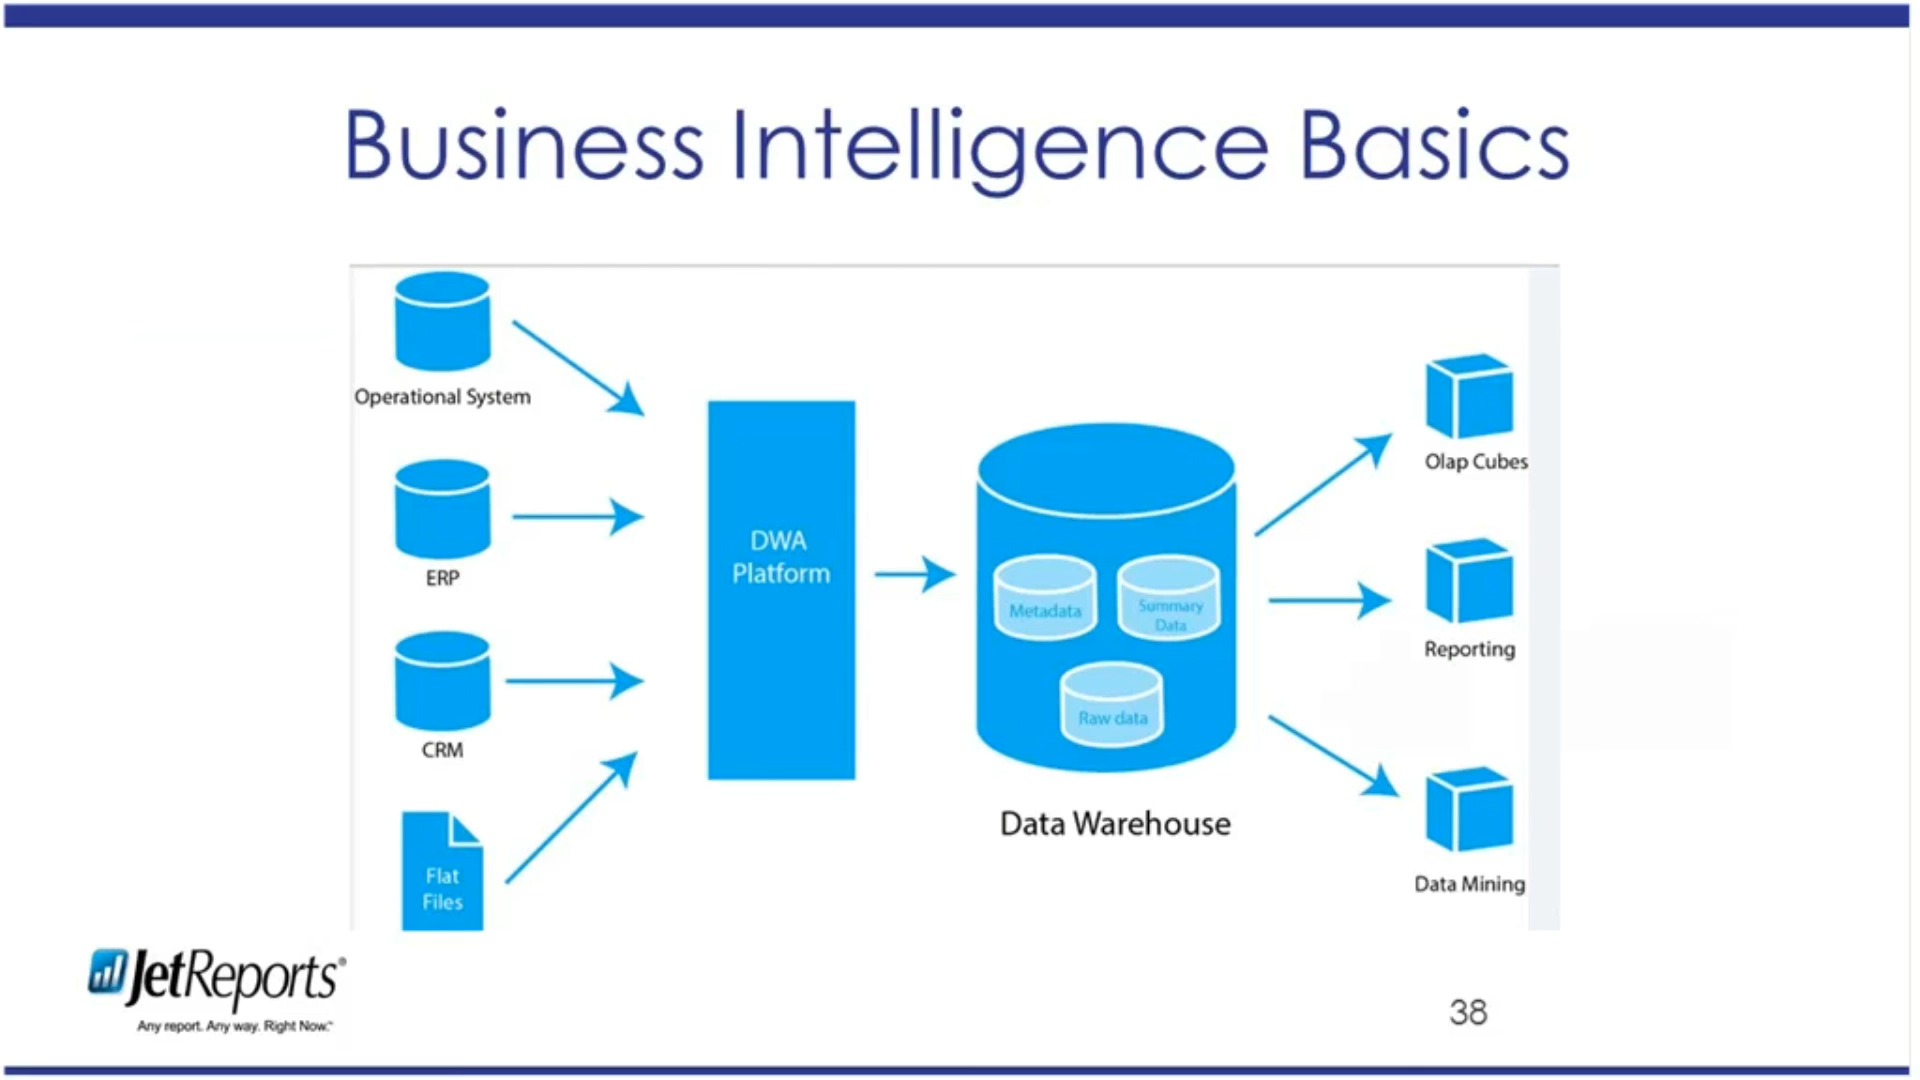 Business Intelligence Basics
Operational System
ERP
CRM
Flat
Files
DWA
Platform
Metadata
Summary
Data
Raw data
Data Warehouse
Olap Cubes
Reporting
Data Mining
JetReports®
Any report. Any way. Right Now.™
38